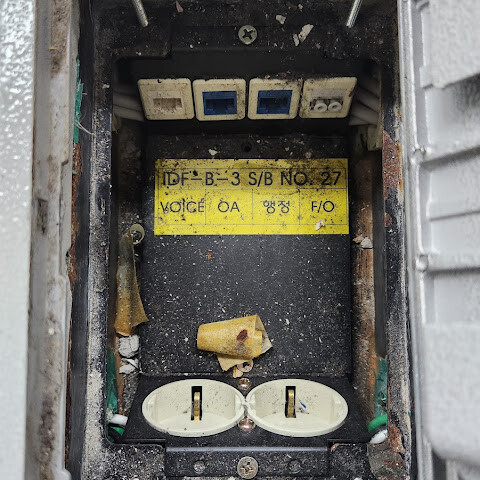 IDF-B-3 S/B NO. 27
VOICE OA 행정 F/O